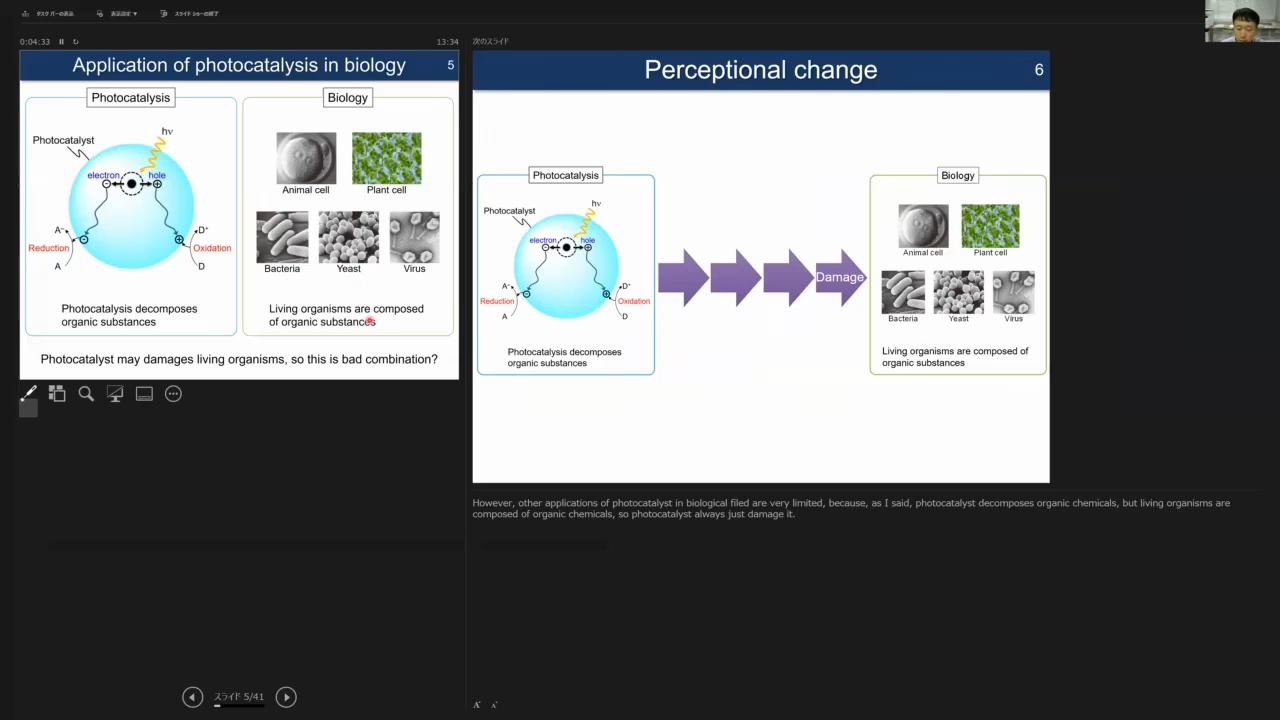 タスク バーの表示 表示設定 ▼ スライド ショーの終了
0:04:33 13:34
Application of photocatalysis in biology 5
Photocatalysis
Biology
hν
Photocatalyst
electron hole
A⁻ D⁺
Reduction Oxidation
A D
Animal cell Plant cell
Bacteria Yeast Virus
Photocatalysis decomposes
organic substances
Living organisms are composed
of organic substances
Photocatalyst may damages living organisms, so this is bad combination?
スライド 5/41
次のスライド
Perceptional change 6
Photocatalysis
Biology
hν
Photocatalyst
electron hole
A⁻ D⁺
Reduction Oxidation
A D
Photocatalysis decomposes
organic substances
Damage
Animal cell Plant cell
Bacteria Yeast Virus
Living organisms are composed of
organic substances
However, other applications of photocatalyst in biological filed are very limited, because, as I said, photocatalyst decomposes organic chemicals, but living organisms are
composed of organic chemicals, so photocatalyst always just damage it.
A A